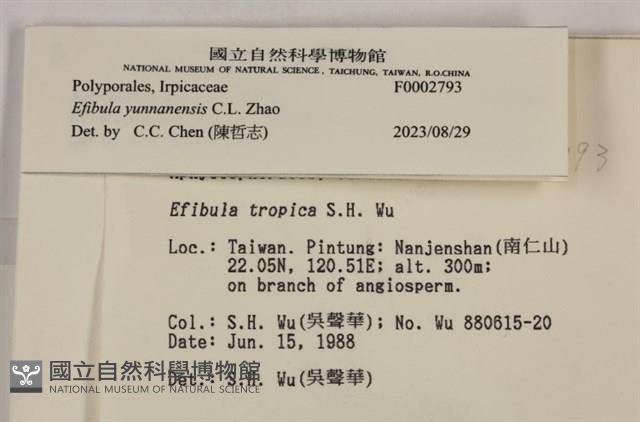 國立自然科學博物館
NATIONAL MUSEUM OF NATURAL SCIENCE, TAICHUNG, TAIWAN, R.O.CHINA
Polyporales, Irpicaceae F0002793
Efibula yunnanensis C.L. Zhao
Det. by C.C. Chen (陳哲志) 2023/08/29
93
Efibula tropica S.H. Wu
Loc.: Taiwan. Pintung: Nanjenshan(南仁山)
22.05N, 120.51E; alt. 300m;
on branch of angiosperm.
Col.: S.H. Wu(吳聲華); No. Wu 880615-20
Date: Jun. 15, 1988
Det.: S.H. Wu(吳聲華)
國立自然科學博物館
NATIONAL MUSEUM OF NATURAL SCIENCE